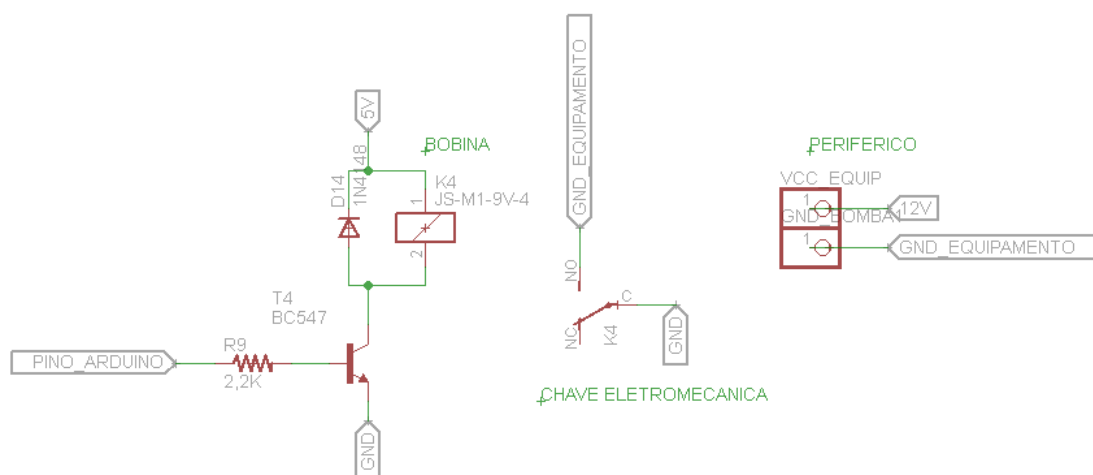 5V
BOBINA
D14
1N4148
1
K4
JS-M1-9V-4
2
T4
BC547
PINO_ARDUINO
R9
2,2K
GND
GND_EQUIPAMENTO
NO
C
NC
K4
GND
CHAVE ELETROMECANICA
PERIFERICO
VCC_EQUIP
1
12V
GND_BOMBA1
1
GND_EQUIPAMENTO